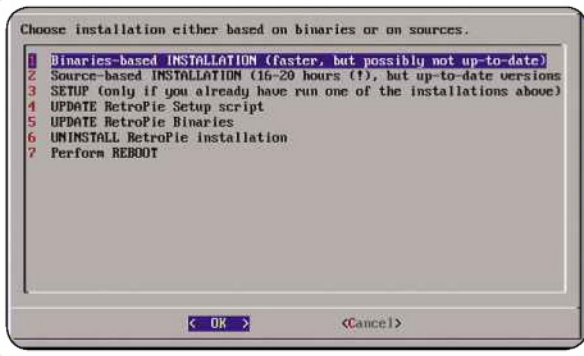 Choose installation either based on binaries or on sources.
1 Binaries-based INSTALLATION (faster, but possibly not up-to-date)
2 Source-based INSTALLATION (16-20 hours (!), but up-to-date versions
3 SETUP (only if you already have run one of the installations above)
4 UPDATE RetroPie Setup script
5 UPDATE RetroPie Binaries
6 UNINSTALL RetroPie installation
7 Perform REBOOT
< OK > <Cancel>